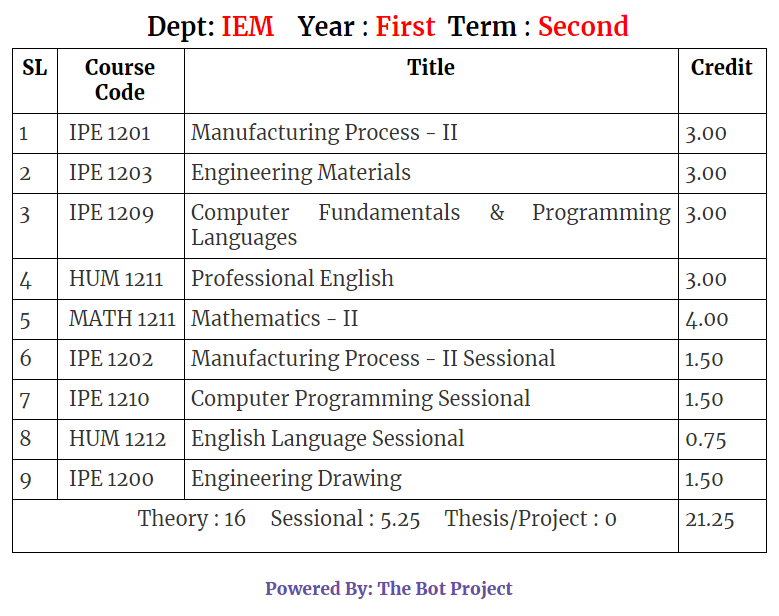 Dept: IEM Year : First Term : Second
SL Course Code Title Credit
1 IPE 1201 Manufacturing Process - II 3.00
2 IPE 1203 Engineering Materials 3.00
3 IPE 1209 Computer Fundamentals & Programming Languages 3.00
4 HUM 1211 Professional English 3.00
5 MATH 1211 Mathematics - II 4.00
6 IPE 1202 Manufacturing Process - II Sessional 1.50
7 IPE 1210 Computer Programming Sessional 1.50
8 HUM 1212 English Language Sessional 0.75
9 IPE 1200 Engineering Drawing 1.50
Theory : 16 Sessional : 5.25 Thesis/Project : 0 21.25
Powered By: The Bot Project